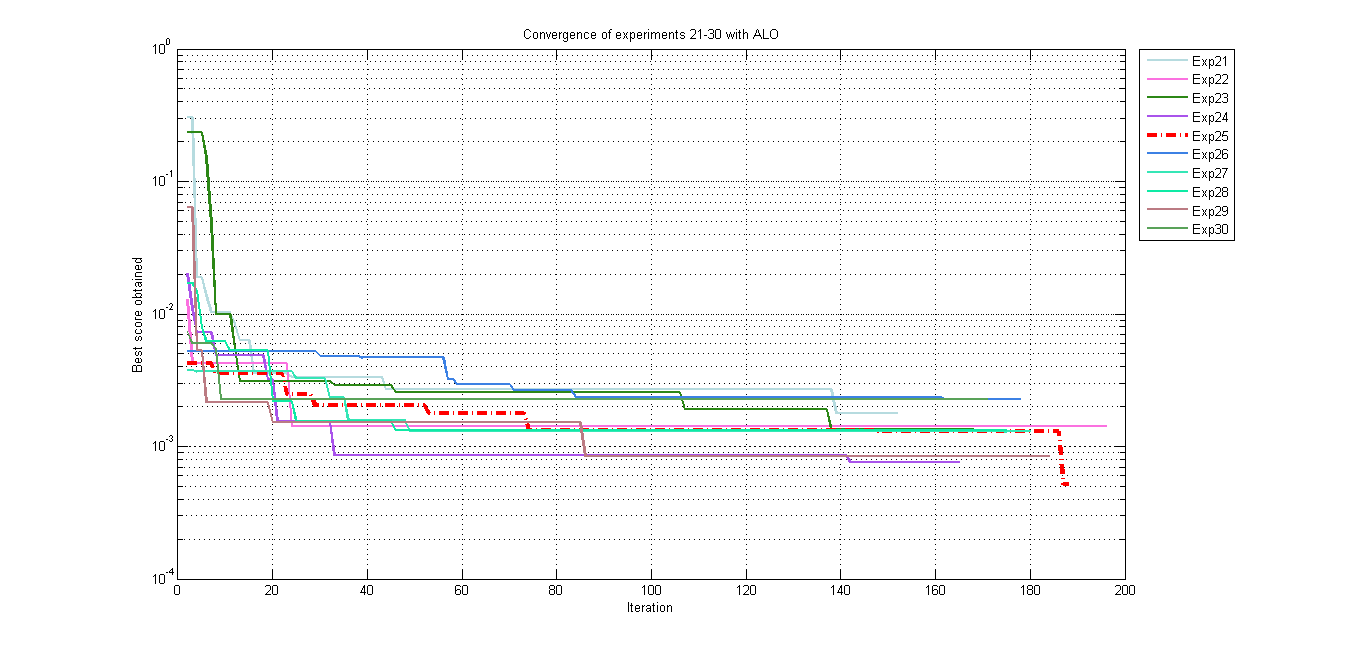 Convergence of experiments 21-30 with ALO
10^0
10^-1
10^-2
10^-3
10^-4
Best score obtained
0 20 40 60 80 100 120 140 160 180 200
Iteration
Exp21
Exp22
Exp23
Exp24
Exp25
Exp26
Exp27
Exp28
Exp29
Exp30